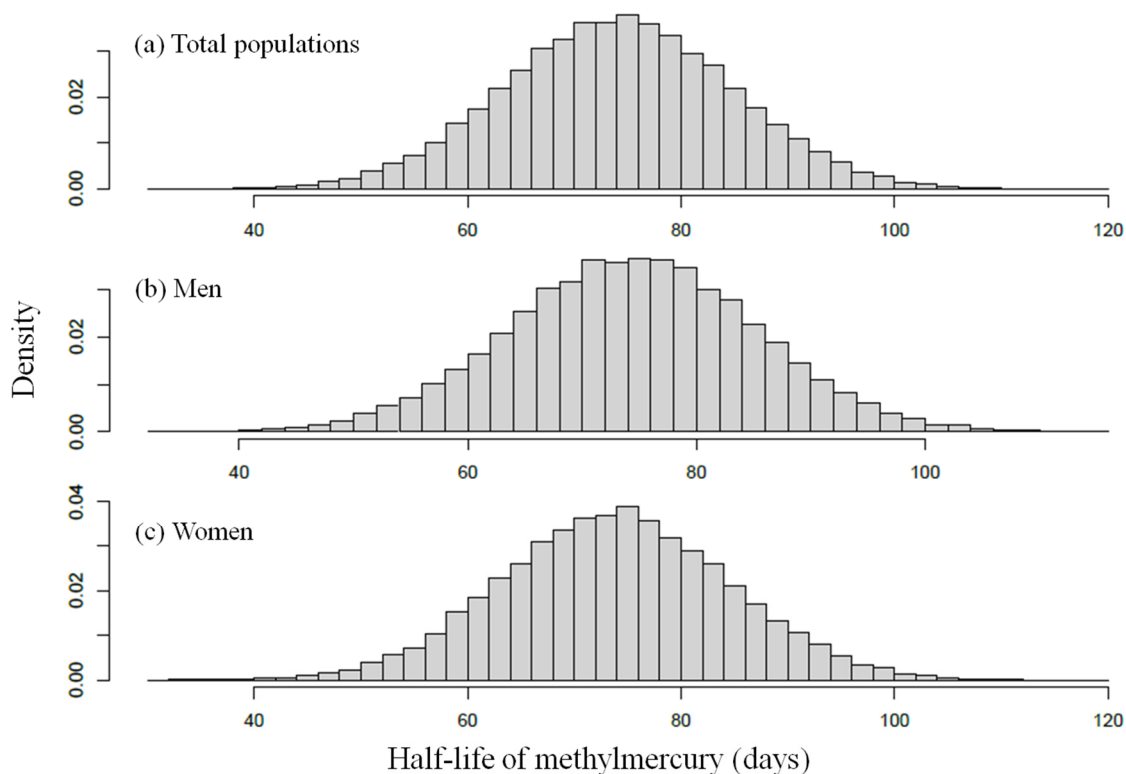 (a) Total populations
0.02
0.00
40 60 80 100 120
(b) Men
0.02
0.00
40 60 80 100
Density
(c) Women
0.04
0.02
0.00
40 60 80 100 120
Half-life of methylmercury (days)